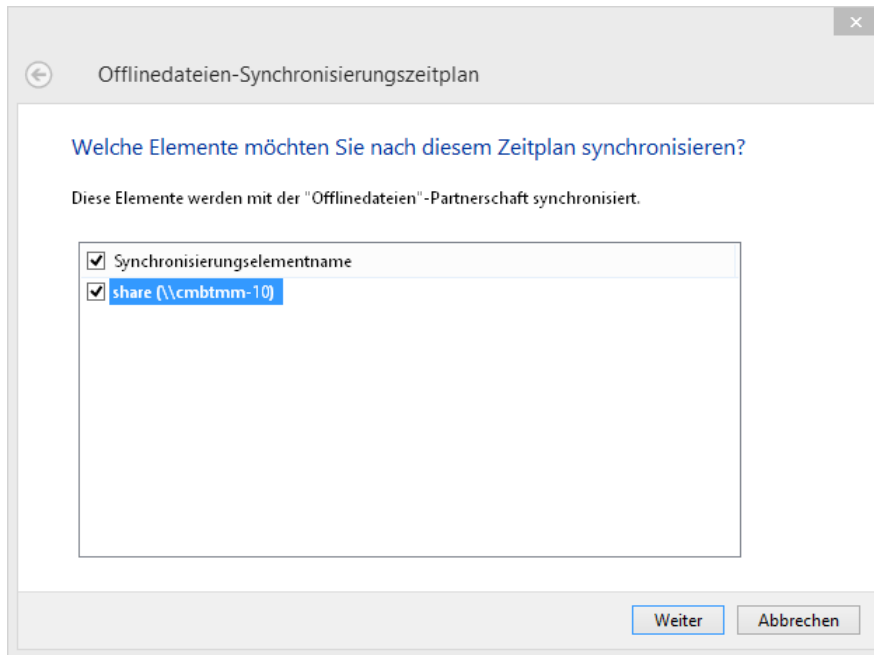 Offlinedateien-Synchronisierungszeitplan
Welche Elemente möchten Sie nach diesem Zeitplan synchronisieren?
Diese Elemente werden mit der "Offlinedateien"-Partnerschaft synchronisiert.
Synchronisierungselementname
share (\\cmbtmm-10)
Weiter Abbrechen